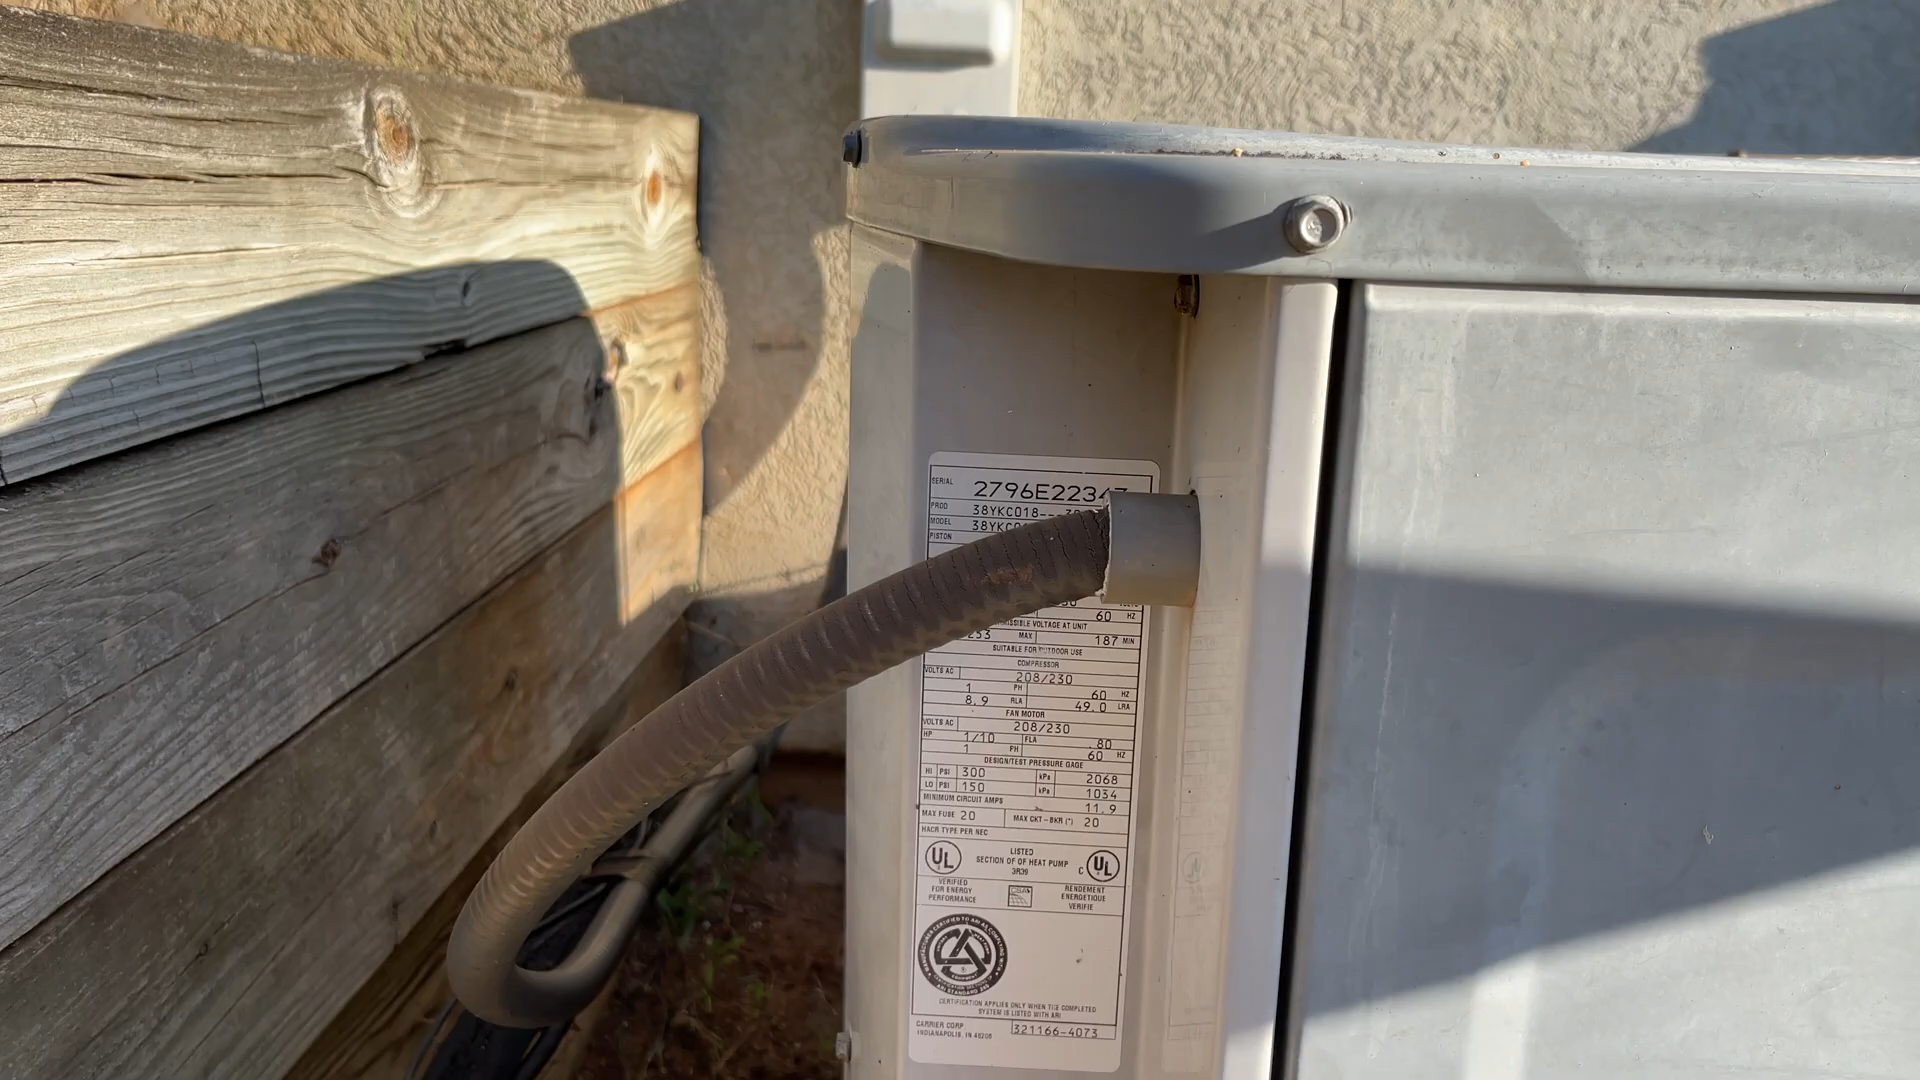 SERIAL 2796E2234
PROD 38YKC018---30
MODEL 38YKC0
PISTON
60 HZ
VOLTAGE AT UNIT
253 MAX 187 MIN
SUITABLE FOR OUTDOOR USE
COMPRESSOR
VOLTS AC 208/230
1 PH 60 HZ
8.9 RLA 49.0 LRA
FAN MOTOR
VOLTS AC 208/230
HP 1/10 FLA .80
1 PH 60 HZ
DESIGN/TEST PRESSURE GAGE
HI PSI 300 kPa 2068
LO PSI 150 kPa 1034
MINIMUM CIRCUIT AMPS 11.9
MAX FUSE 20 MAX CKT-BKR (*) 20
HACR TYPE PER NEC
UL LISTED C UL
SECTION OF OF HEAT PUMP
3R39
VERIFIED FOR ENERGY PERFORMANCE
RENDEMENT ENERGETIQUE VERIFIE
CERTIFICATION APPLIES ONLY WHEN THE COMPLETED
SYSTEM IS LISTED WITH ARI
CARRIER CORP
INDIANAPOLIS, IN 46206
321166-4073